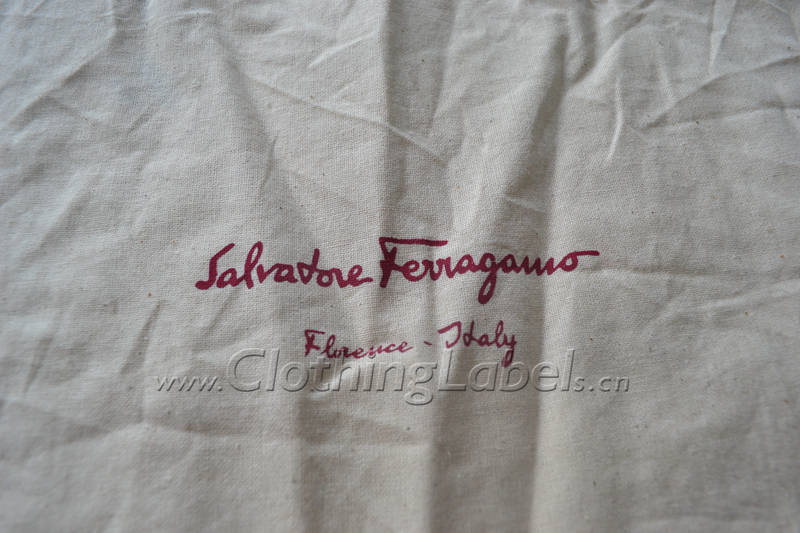 Salvatore Ferragamo
Florence - Italy
www.ClothingLabels.cn